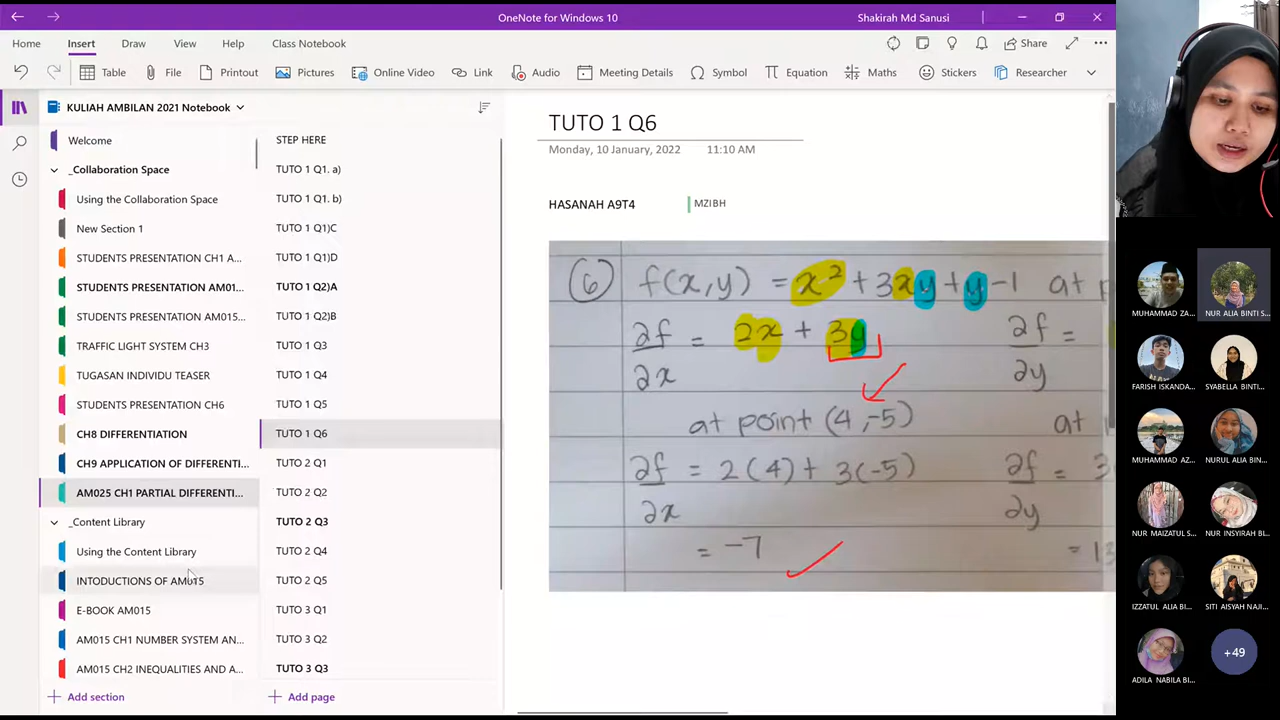 OneNote for Windows 10
Shakirah Md Sanusi
Home Insert Draw View Help Class Notebook
Share
Table File Printout Pictures Online Video Link Audio Meeting Details Symbol Equation Maths Stickers Researcher
KULIAH AMBILAN 2021 Notebook
Welcome
_Collaboration Space
Using the Collaboration Space
New Section 1
STUDENTS PRESENTATION CH1 A...
STUDENTS PRESENTATION AM01...
STUDENTS PRESENTATION AM015...
TRAFFIC LIGHT SYSTEM CH3
TUGASAN INDIVIDU TEASER
STUDENTS PRESENTATION CH6
CH8 DIFFERENTIATION
CH9 APPLICATION OF DIFFERENTI...
AM025 CH1 PARTIAL DIFFERENTI...
_Content Library
Using the Content Library
INTODUCTIONS OF AM015
E-BOOK AM015
AM015 CH1 NUMBER SYSTEM AN...
AM015 CH2 INEQUALITIES AND A...
Add section
STEP HERE
TUTO 1 Q1. a)
TUTO 1 Q1. b)
TUTO 1 Q1)C
TUTO 1 Q1)D
TUTO 1 Q2)A
TUTO 1 Q2)B
TUTO 1 Q3
TUTO 1 Q4
TUTO 1 Q5
TUTO 1 Q6
TUTO 2 Q1
TUTO 2 Q2
TUTO 2 Q3
TUTO 2 Q4
TUTO 2 Q5
TUTO 3 Q1
TUTO 3 Q2
TUTO 3 Q3
Add page
TUTO 1 Q6
Monday, 10 January, 2022 11:10 AM
HASANAH A9T4 MZIBH
⑥ f(x,y) = x² + 3xy + y - 1 at
∂f/∂x = 2x + 3y ∂f/∂y =
at point (4,-5) at
∂f/∂x = 2(4) + 3(-5) ∂f/∂y = 3
= -7 = 13
MUHAMMAD ZA...
NUR ALIA BINTI S...
FARISH ISKANDA...
SYABELLA BINTI...
MUHAMMAD AZ...
NURUL ALIA BIN...
NUR MAIZATUL S...
NUR INSYIRAH BI...
IZZATUL ALIA BI...
SITI AISYAH NAJI...
ADILA NABILA BI...
+49